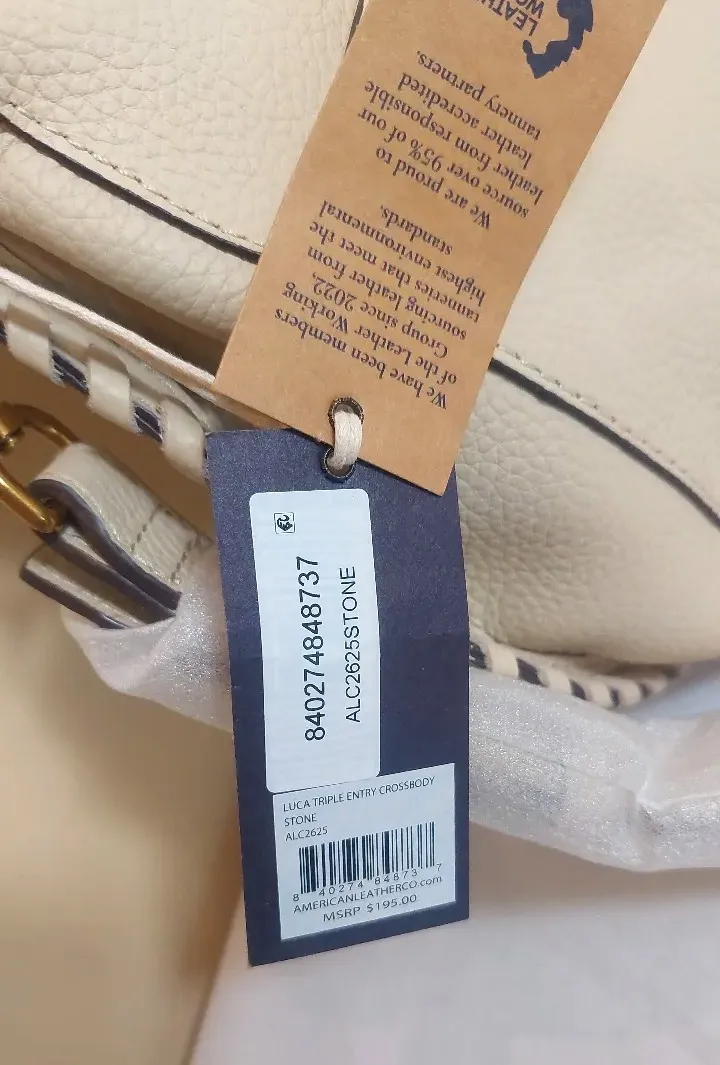 We have been members
of the Leather Working
Group since 2022,
sourcing leather from
tanneries that meet the
highest environmental
standards.
We are proud to
source over 95% of our
leather from responsible
leather accredited
tannery partners.
840274848737
ALC2625STONE
LUCA TRIPLE ENTRY CROSSBODY
STONE
ALC2625
8 40274 84873 7
AMERICANLEATHERCO.com
MSRP $195.00